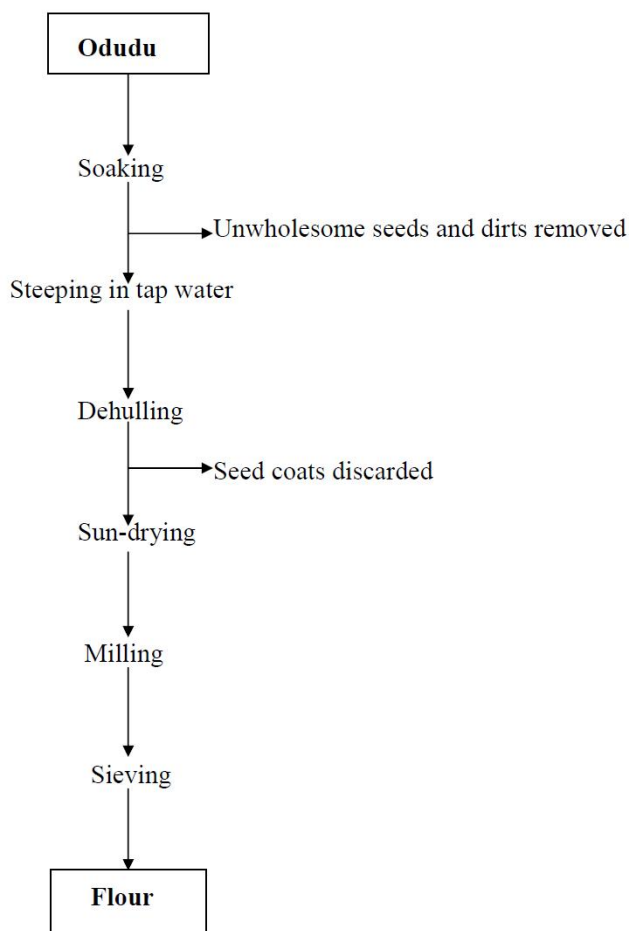 Odudu
Soaking
Unwholesome seeds and dirts removed
Steeping in tap water
Dehulling
Seed coats discarded
Sun-drying
Milling
Sieving
Flour